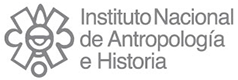 Instituto Nacional
de Antropología
e Historia